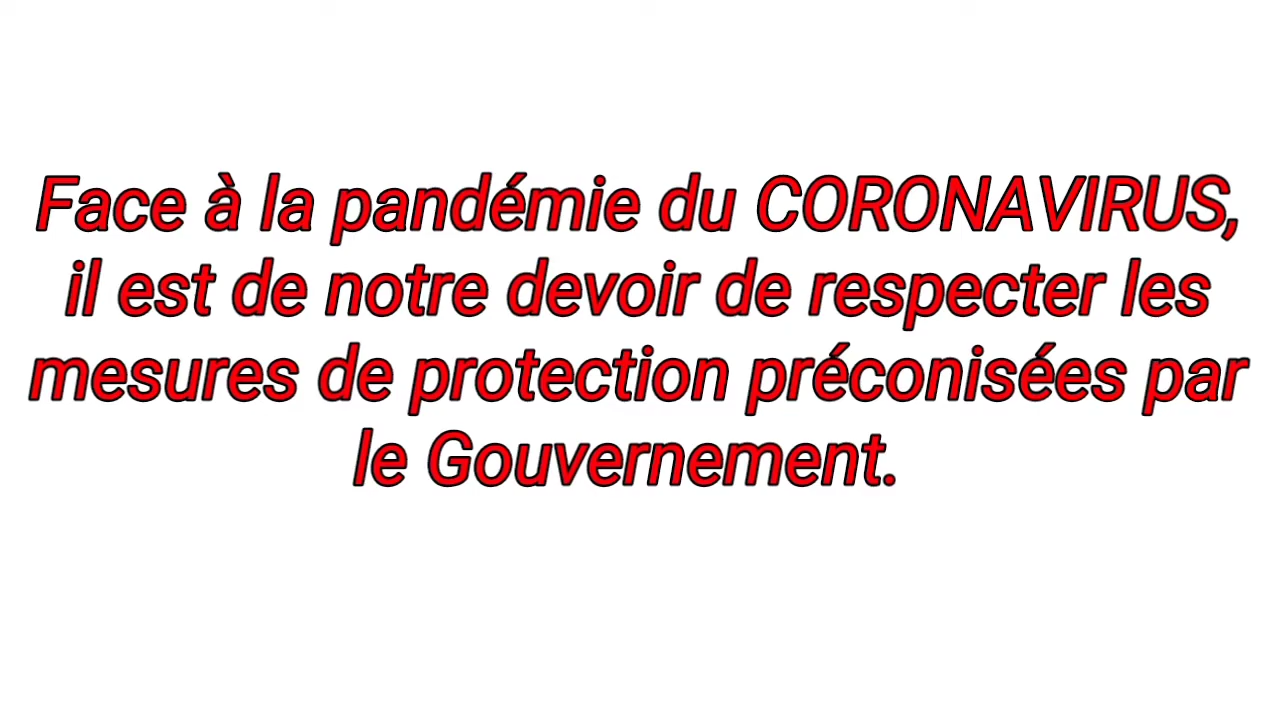 Face à la pandémie du CORONAVIRUS,
il est de notre devoir de respecter les
mesures de protection préconisées par
le Gouvernement.